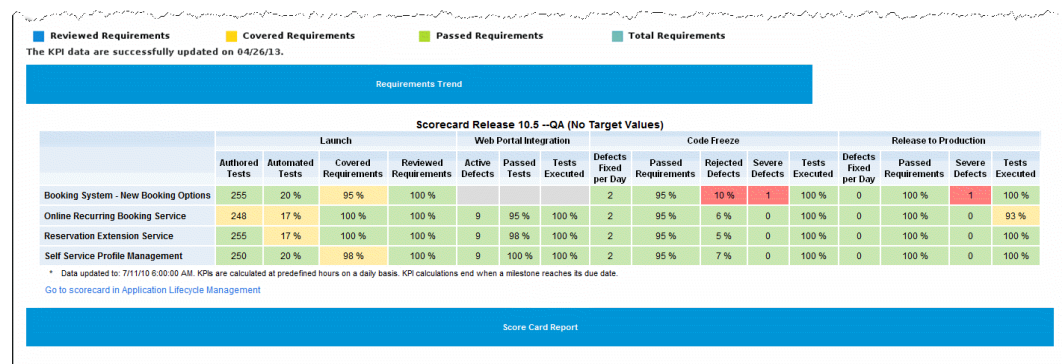 Reviewed Requirements Covered Requirements Passed Requirements Total Requirements
The KPI data are successfully updated on 04/26/13.
Requirements Trend
Scorecard Release 10.5 --QA (No Target Values)
Launch Web Portal Integration Code Freeze Release to Production
Authored Tests Automated Tests Covered Requirements Reviewed Requirements Active Defects Passed Tests Tests Executed Defects Fixed per Day Passed Requirements Rejected Defects Severe Defects Tests Executed Defects Fixed per Day Passed Requirements Severe Defects Tests Executed
Booking System - New Booking Options 255 20 % 95 % 100 % 2 95 % 10 % 1 100 % 0 100 % 1 100 %
Online Recurring Booking Service 248 17 % 100 % 100 % 9 95 % 100 % 2 95 % 6 % 0 100 % 0 100 % 0 93 %
Reservation Extension Service 255 17 % 100 % 100 % 9 98 % 100 % 2 95 % 5 % 0 100 % 0 100 % 0 100 %
Self Service Profile Management 250 20 % 98 % 100 % 9 100 % 100 % 2 95 % 7 % 0 100 % 0 100 % 0 100 %
* Data updated to: 7/11/10 6:00:00 AM. KPIs are calculated at predefined hours on a daily basis. KPI calculations end when a milestone reaches its due date.
Go to scorecard in Application Lifecycle Management
Score Card Report